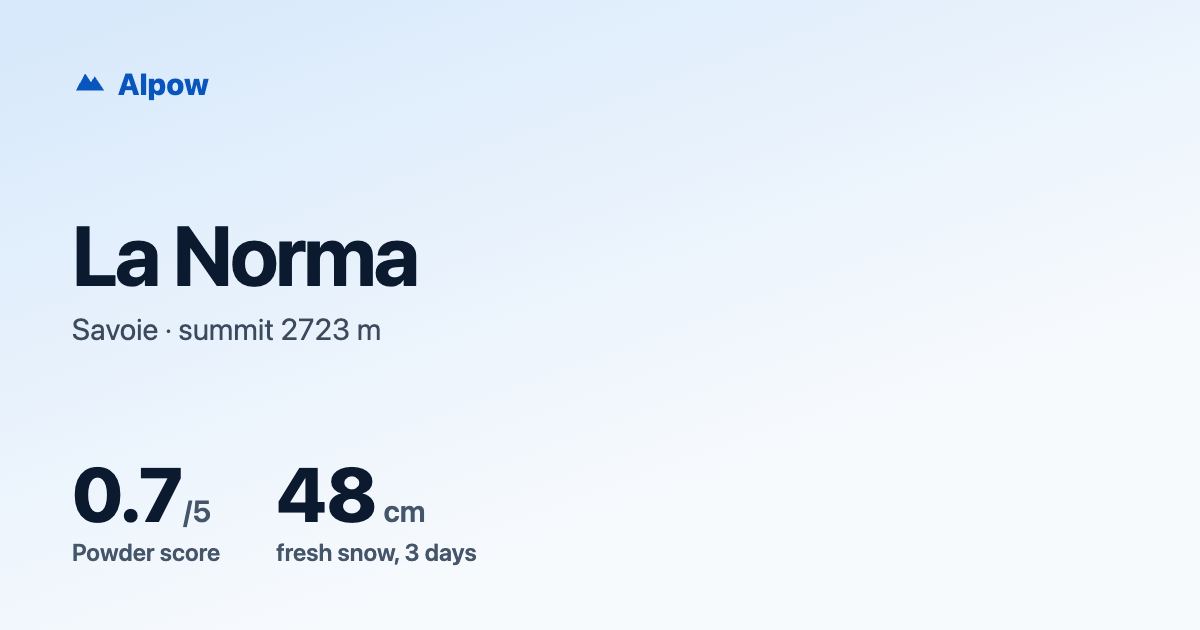 Alpow
La Norma
Savoie · summit 2723 m
0.7/5 48 cm
Powder score fresh snow, 3 days